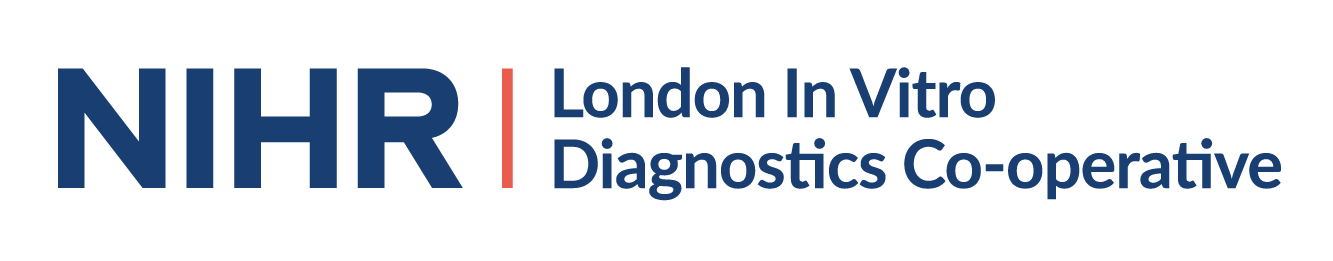 NIHR
London In Vitro
Diagnostics Co-operative